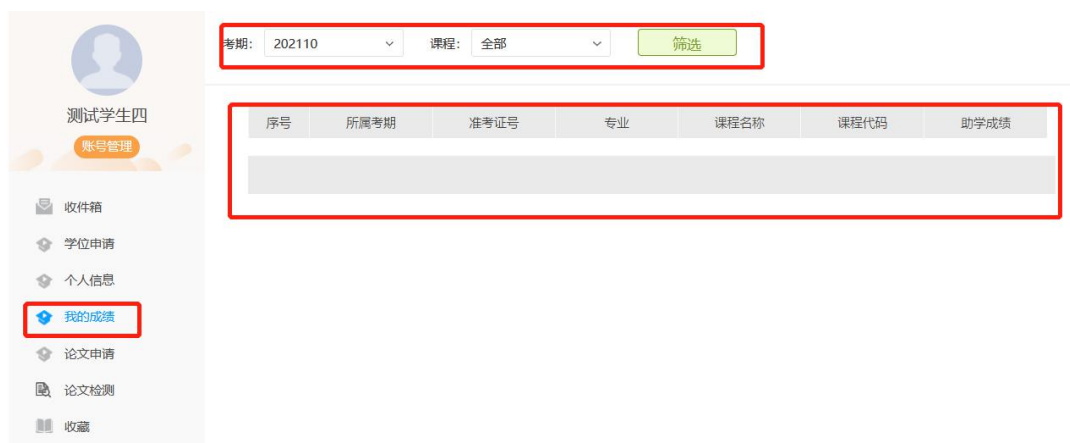 考期： 202110 课程： 全部 筛选
测试学生四
账号管理
序号 所属考期 准考证号 专业 课程名称 课程代码 助学成绩
收件箱
学位申请
个人信息
我的成绩
论文申请
论文检测
收藏